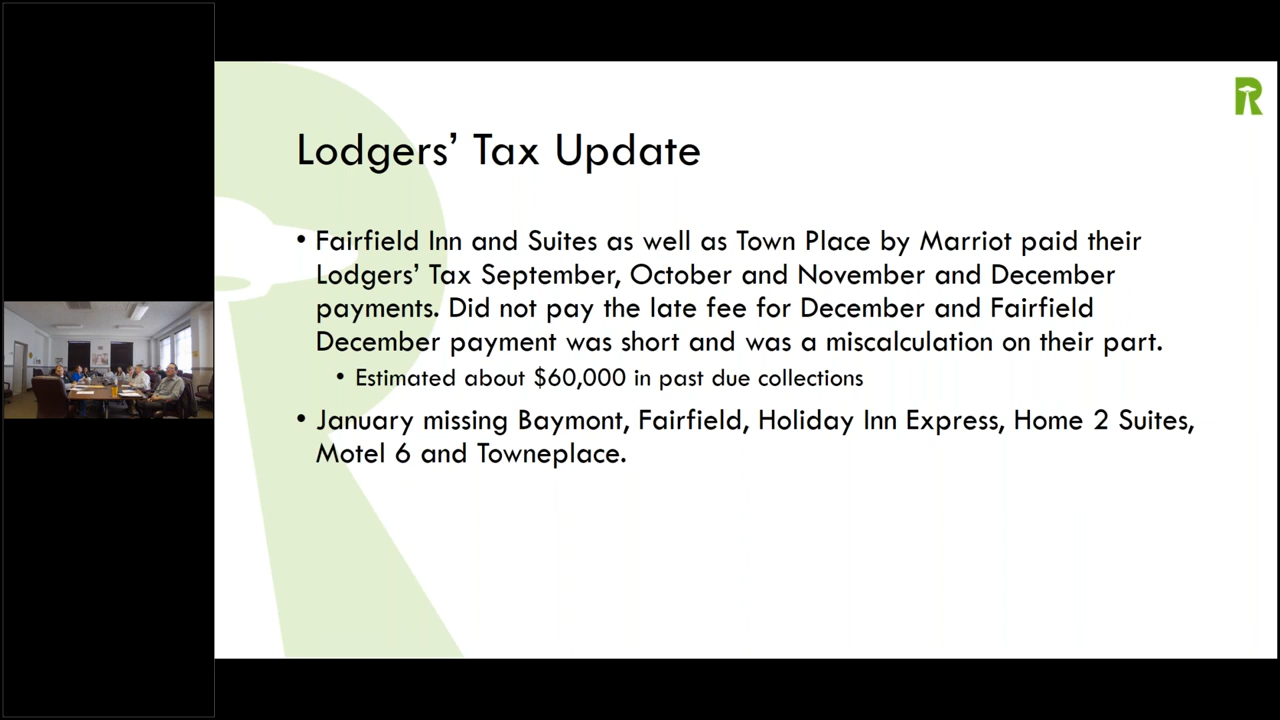 R
Lodgers’ Tax Update
• Fairfield Inn and Suites as well as Town Place by Marriot paid their
Lodgers’ Tax September, October and November and December
payments. Did not pay the late fee for December and Fairfield
December payment was short and was a miscalculation on their part.
• Estimated about $60,000 in past due collections
• January missing Baymont, Fairfield, Holiday Inn Express, Home 2 Suites,
Motel 6 and Towneplace.